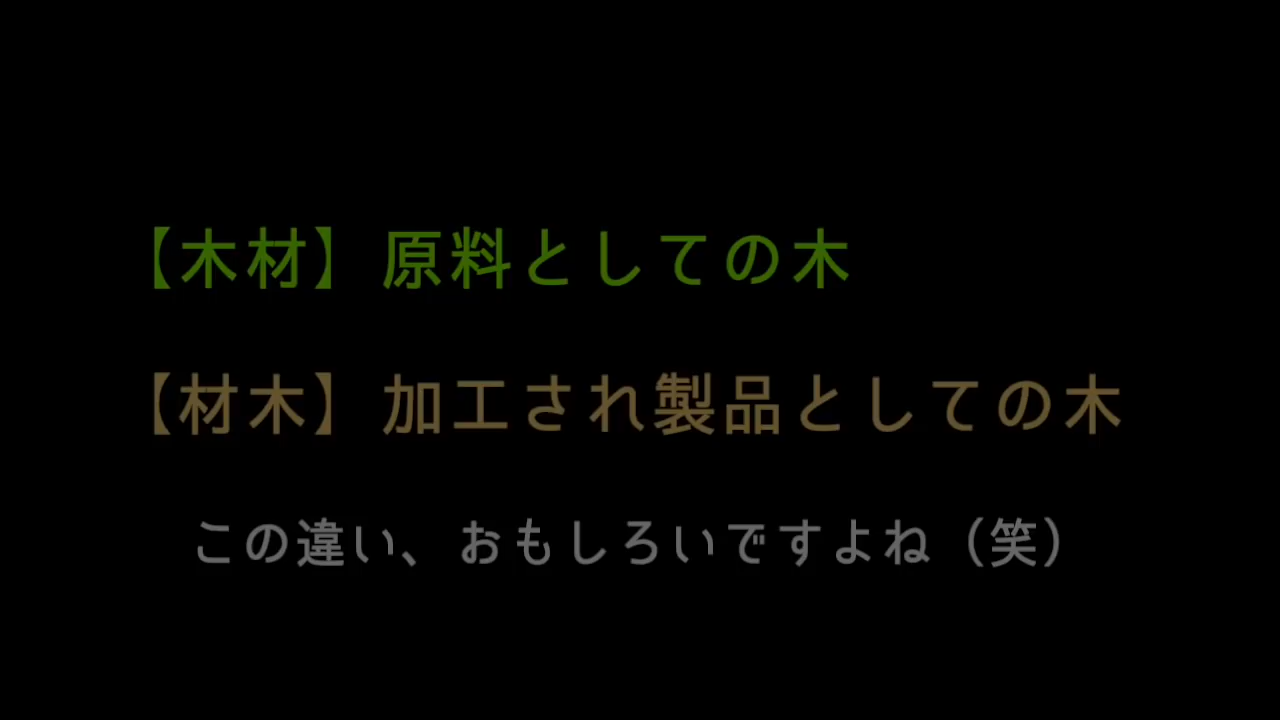 【木材】原料としての木
【材木】加工され製品としての木
この違い、おもしろいですよね（笑）